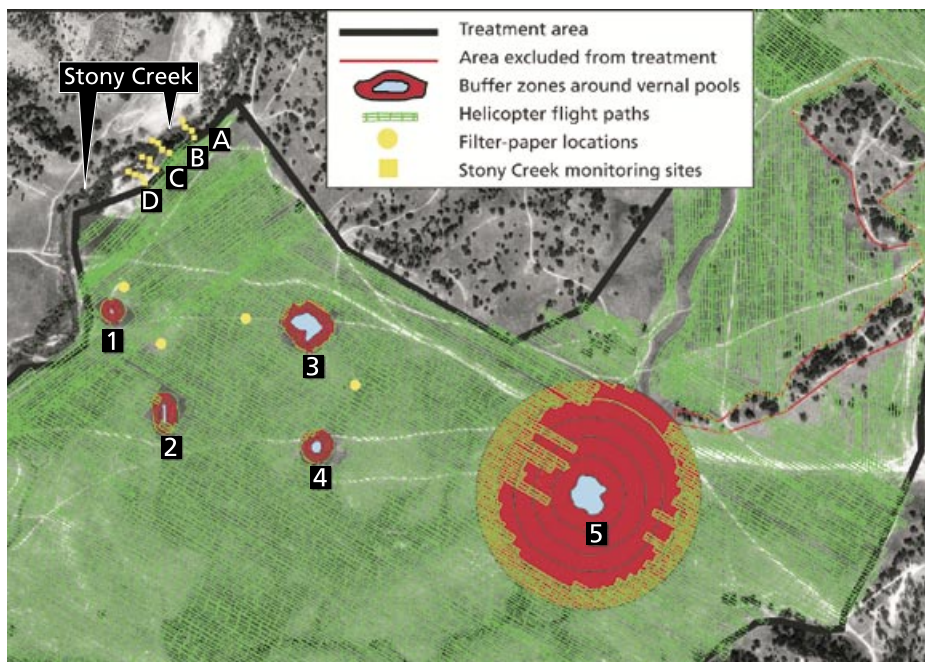 Treatment area
Area excluded from treatment
Buffer zones around vernal pools
Helicopter flight paths
Filter-paper locations
Stony Creek monitoring sites
Stony Creek
A
B
C
D
1
2
3
4
5